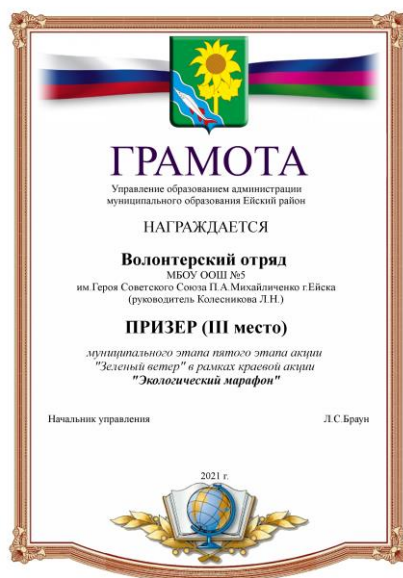 ГРАМОТА
Управление образованием администрации
муниципального образования Ейский район
НАГРАЖДАЕТСЯ
Волонтерский отряд
МБОУ ООШ №5
им.Героя Советского Союза П.А.Михайличенко г.Ейска
(руководитель Колесникова Л.Н.)
ПРИЗЕР (III место)
муниципального этапа пятого этапа акции
"Зеленый ветер" в рамках краевой акции
"Экологический марафон"
Начальник управления Л.С.Браун
2021 г.